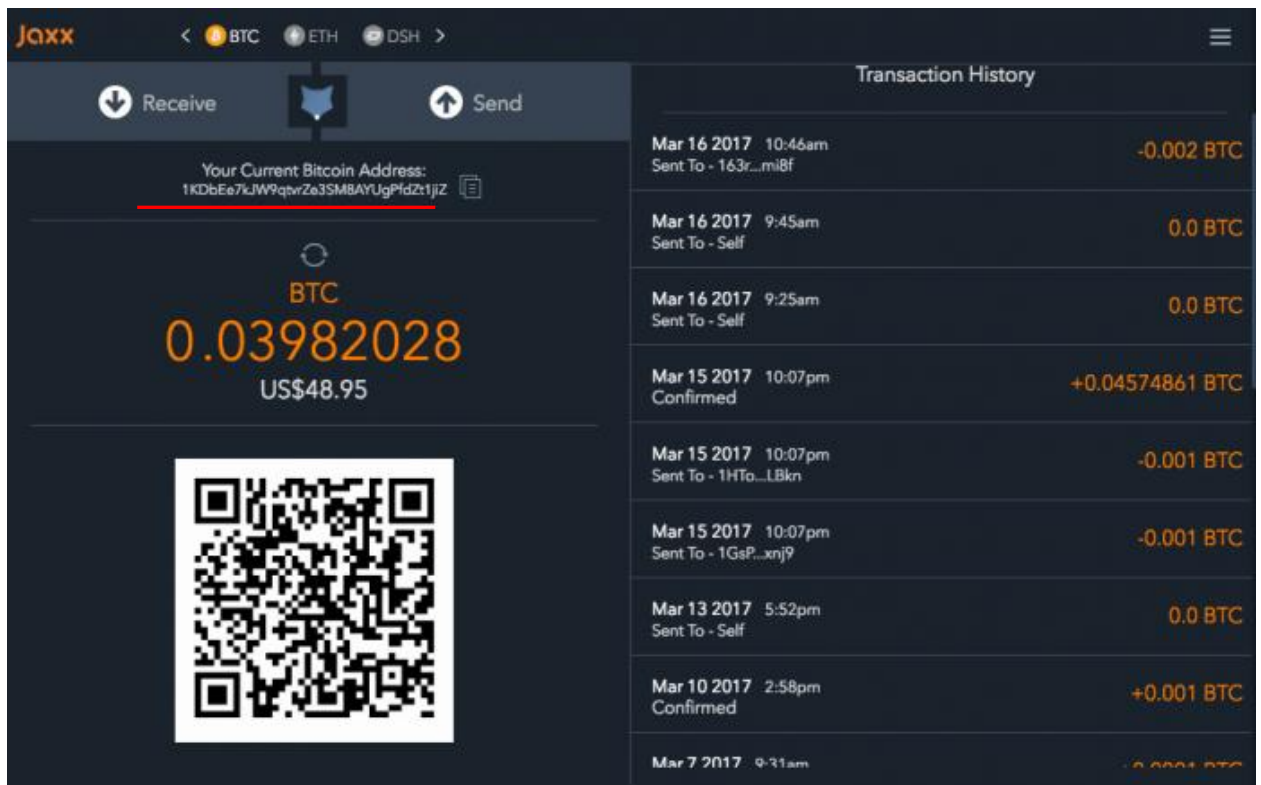 Jaxx
< BTC ETH DSH >
Receive
Send
Your Current Bitcoin Address:
1KDbEe7kJW9qtvrZe3SM8AYUgPfdZt1jiZ
BTC
0.03982028
US$48.95
Transaction History
Mar 16 2017 10:46am
Sent To - 163r...mi8f
-0.002 BTC
Mar 16 2017 9:45am
Sent To - Self
0.0 BTC
Mar 16 2017 9:25am
Sent To - Self
0.0 BTC
Mar 15 2017 10:07pm
Confirmed
+0.04574861 BTC
Mar 15 2017 10:07pm
Sent To - 1HTo...LBkn
-0.001 BTC
Mar 15 2017 10:07pm
Sent To - 1GsP...xnj9
-0.001 BTC
Mar 13 2017 5:52pm
Sent To - Self
0.0 BTC
Mar 10 2017 2:58pm
Confirmed
+0.001 BTC
Mar 7 2017 9:31am